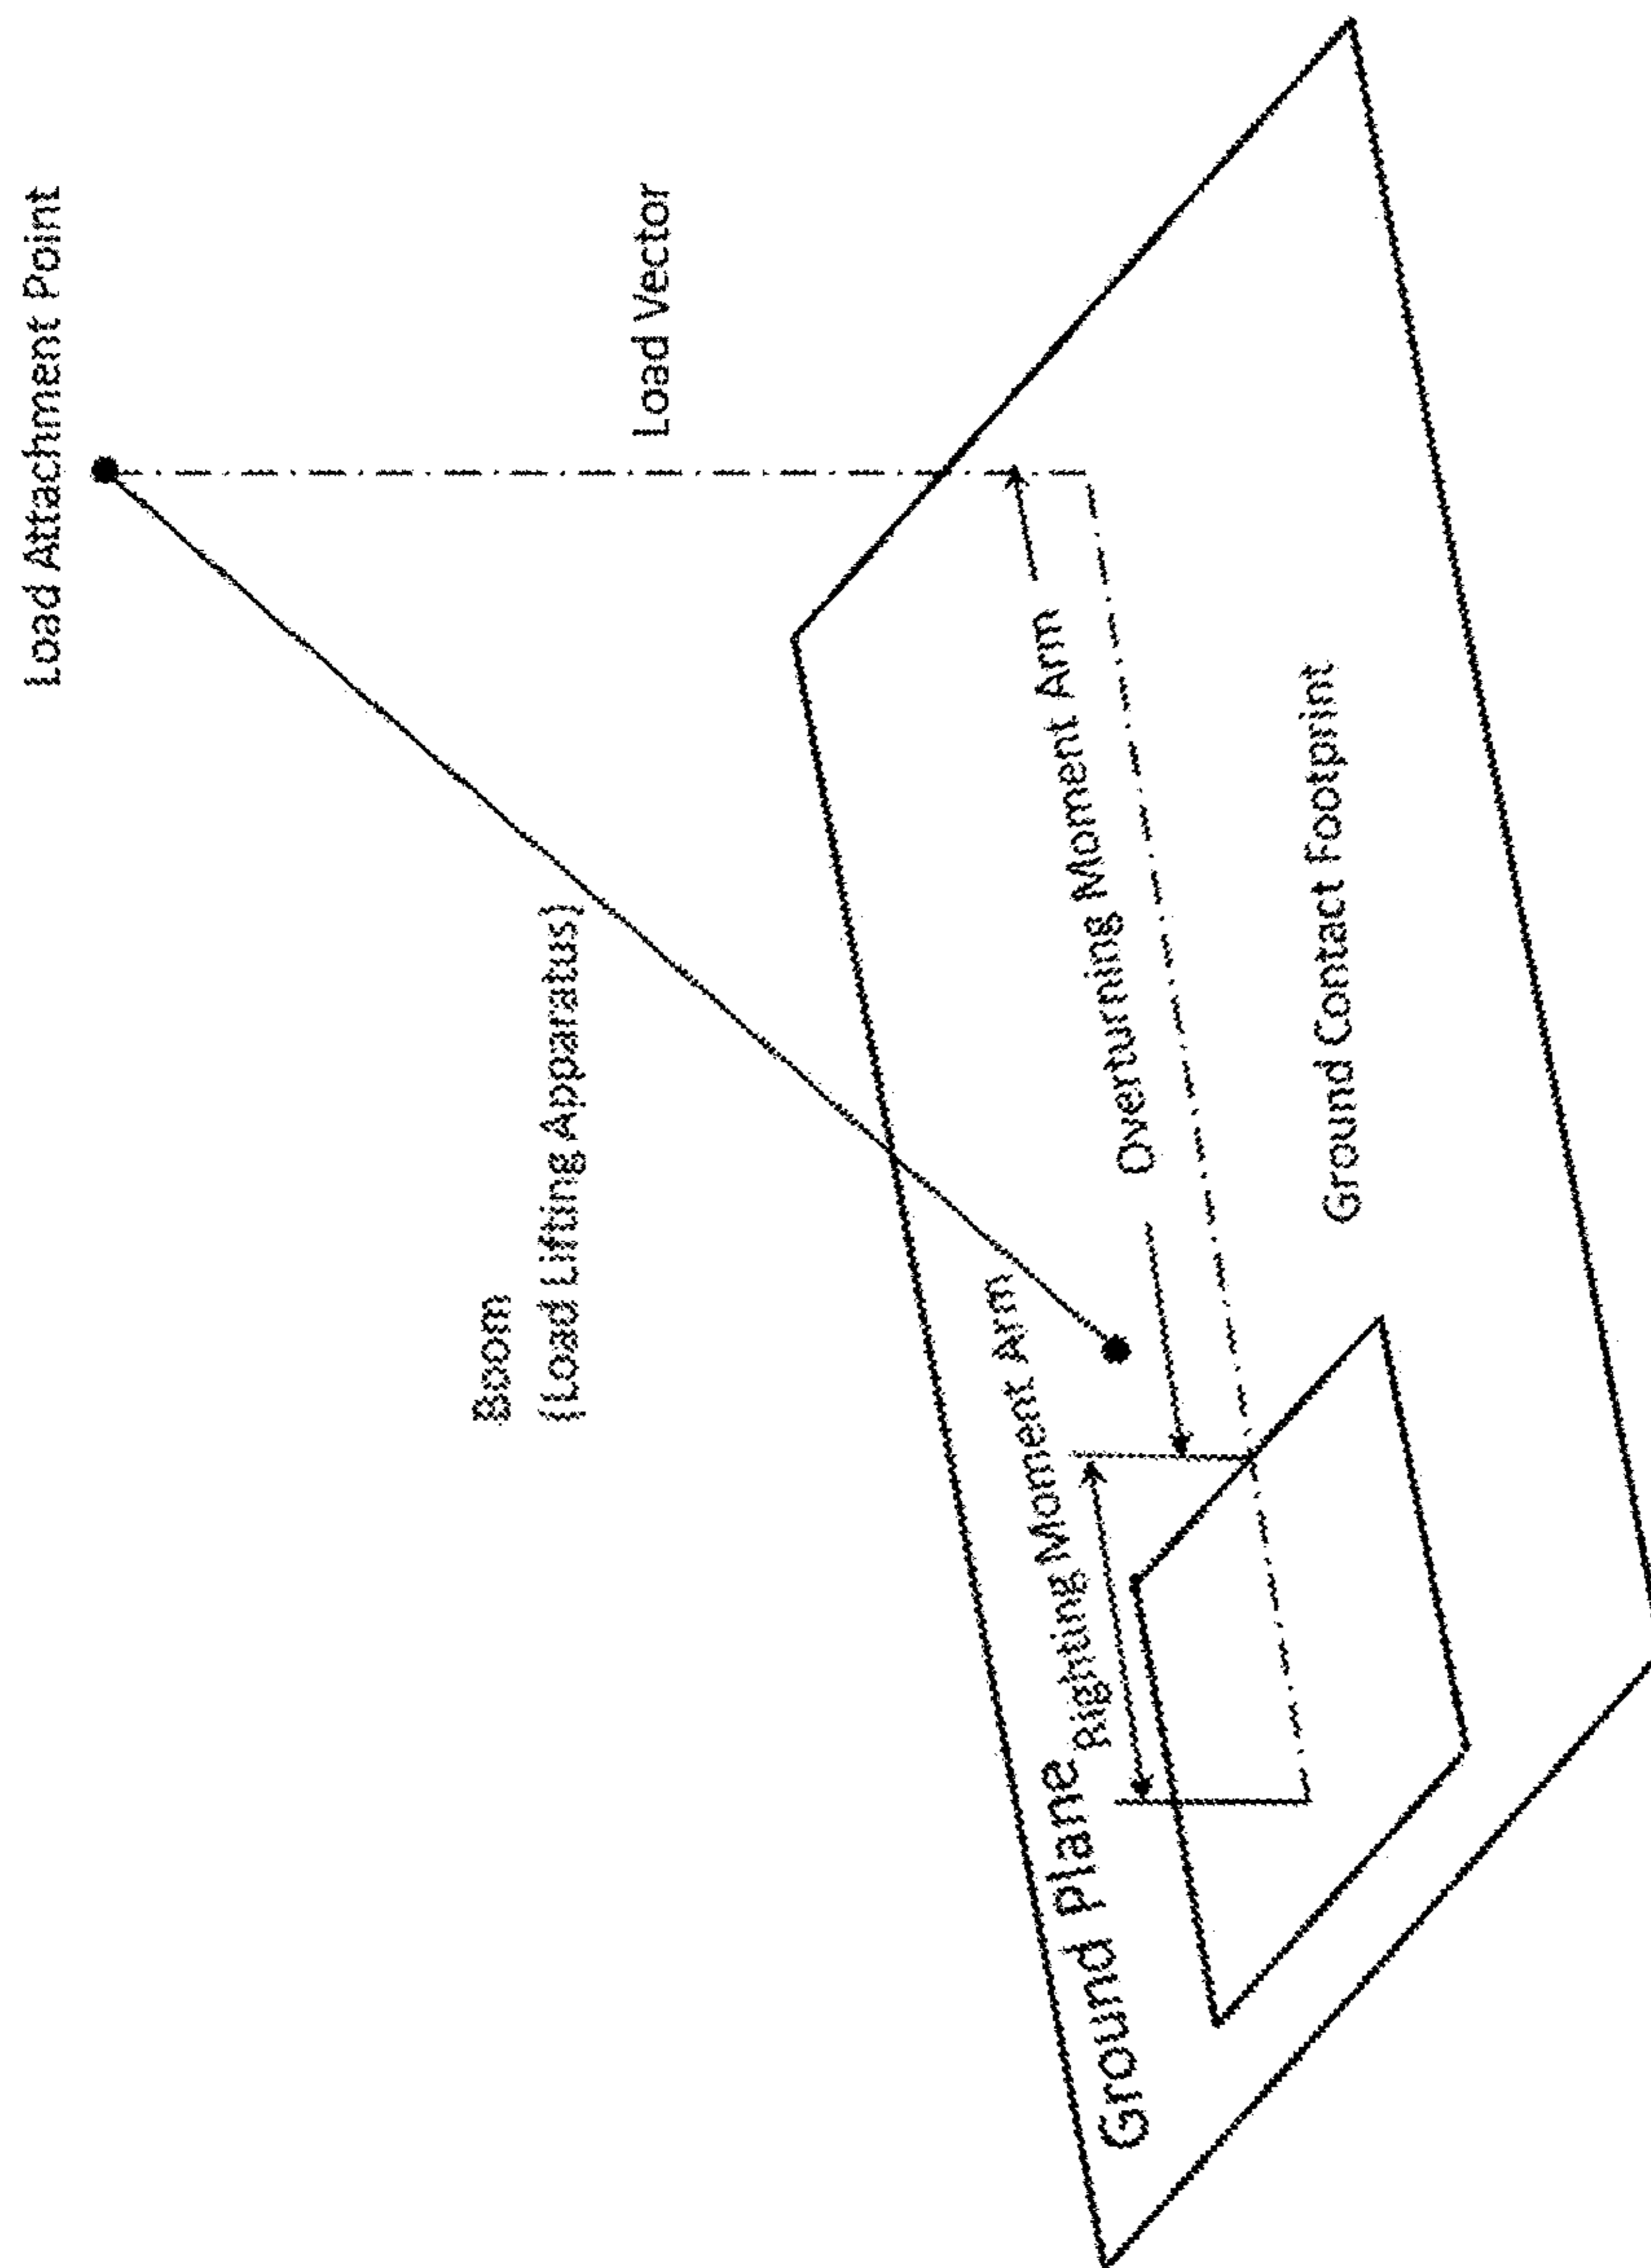 Load Attachment Point
Boom
(Load Lifting Apparatus)
Load Vector
Ground Plane
Righting Moment Arm
Overturning Moment Arm
Ground Contact Footprint